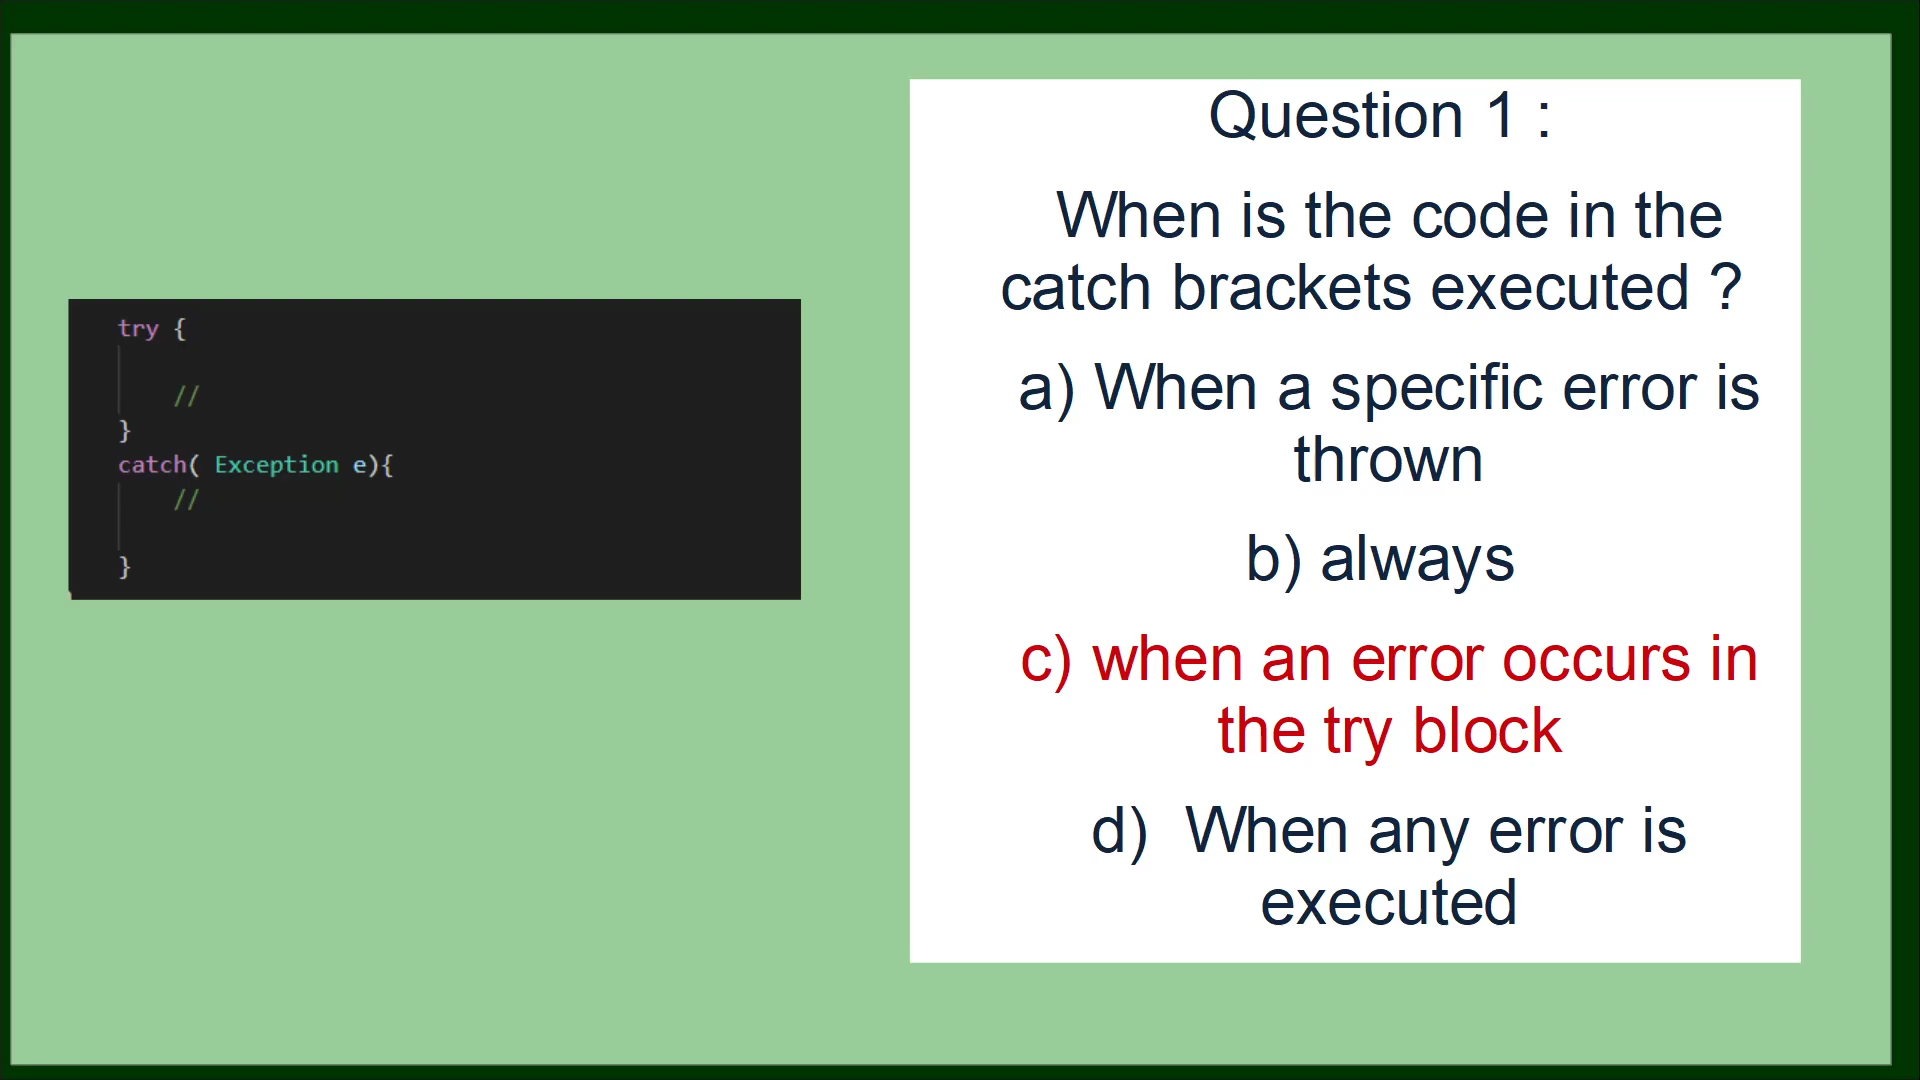 try {
//
}
catch( Exception e){
//
}
Question 1 :
When is the code in the
catch brackets executed ?
a) When a specific error is
thrown
b) always
c) when an error occurs in
the try block
d)  When any error is
executed